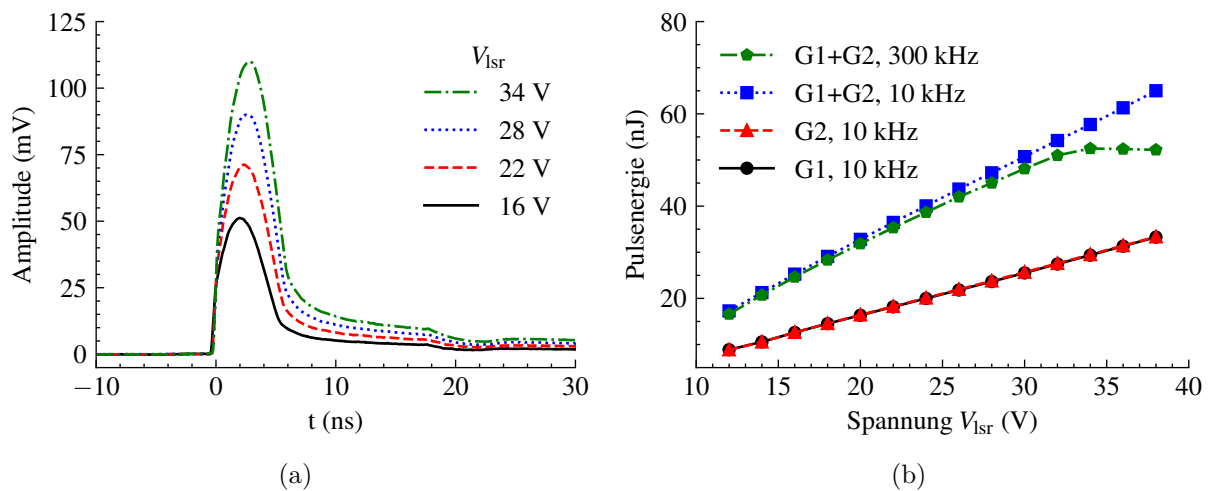 125
100
75
50
25
0
Amplitude (mV)
V_lsr
34 V
28 V
22 V
16 V
−10
0
10
20
30
t (ns)
(a)
80
60
40
20
Pulsenergie (nJ)
G1+G2, 300 kHz
G1+G2, 10 kHz
G2, 10 kHz
G1, 10 kHz
10
15
20
25
30
35
40
Spannung V_lsr (V)
(b)